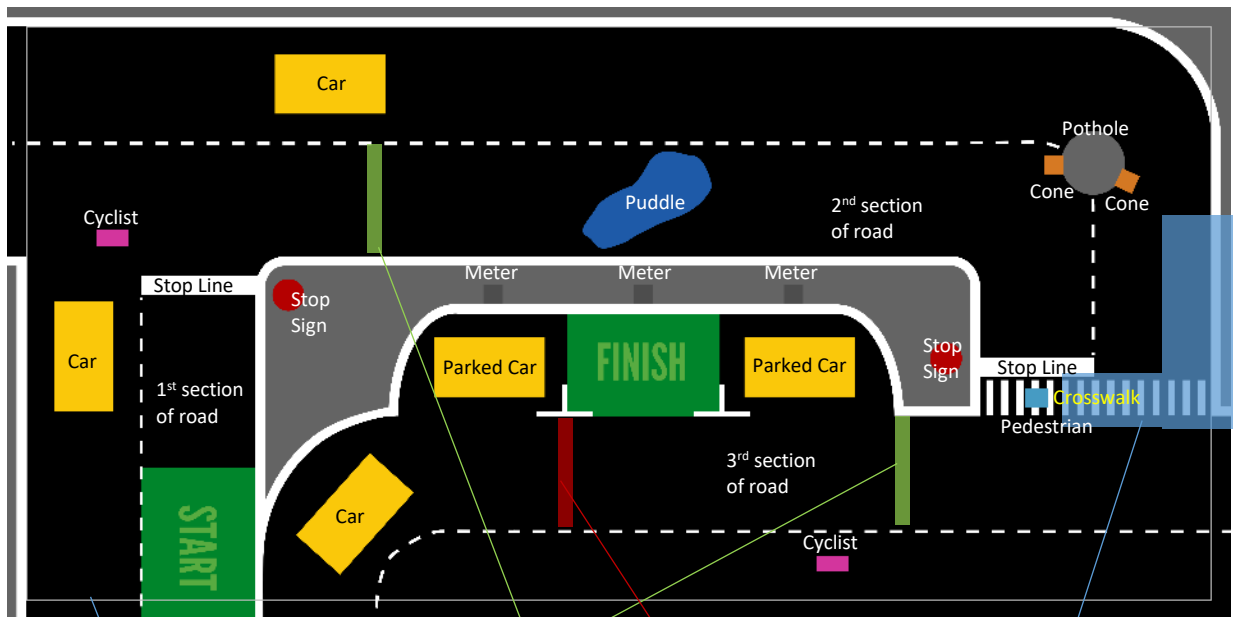 Car
Pothole
Cone
Cone
Puddle
2nd section
of road
Cyclist
Stop Line
Stop
Sign
Meter
Meter
Meter
Car
1st section
of road
Parked Car
FINISH
Parked Car
Stop
Sign
Stop Line
Crosswalk
Pedestrian
3rd section
of road
Car
START
Cyclist